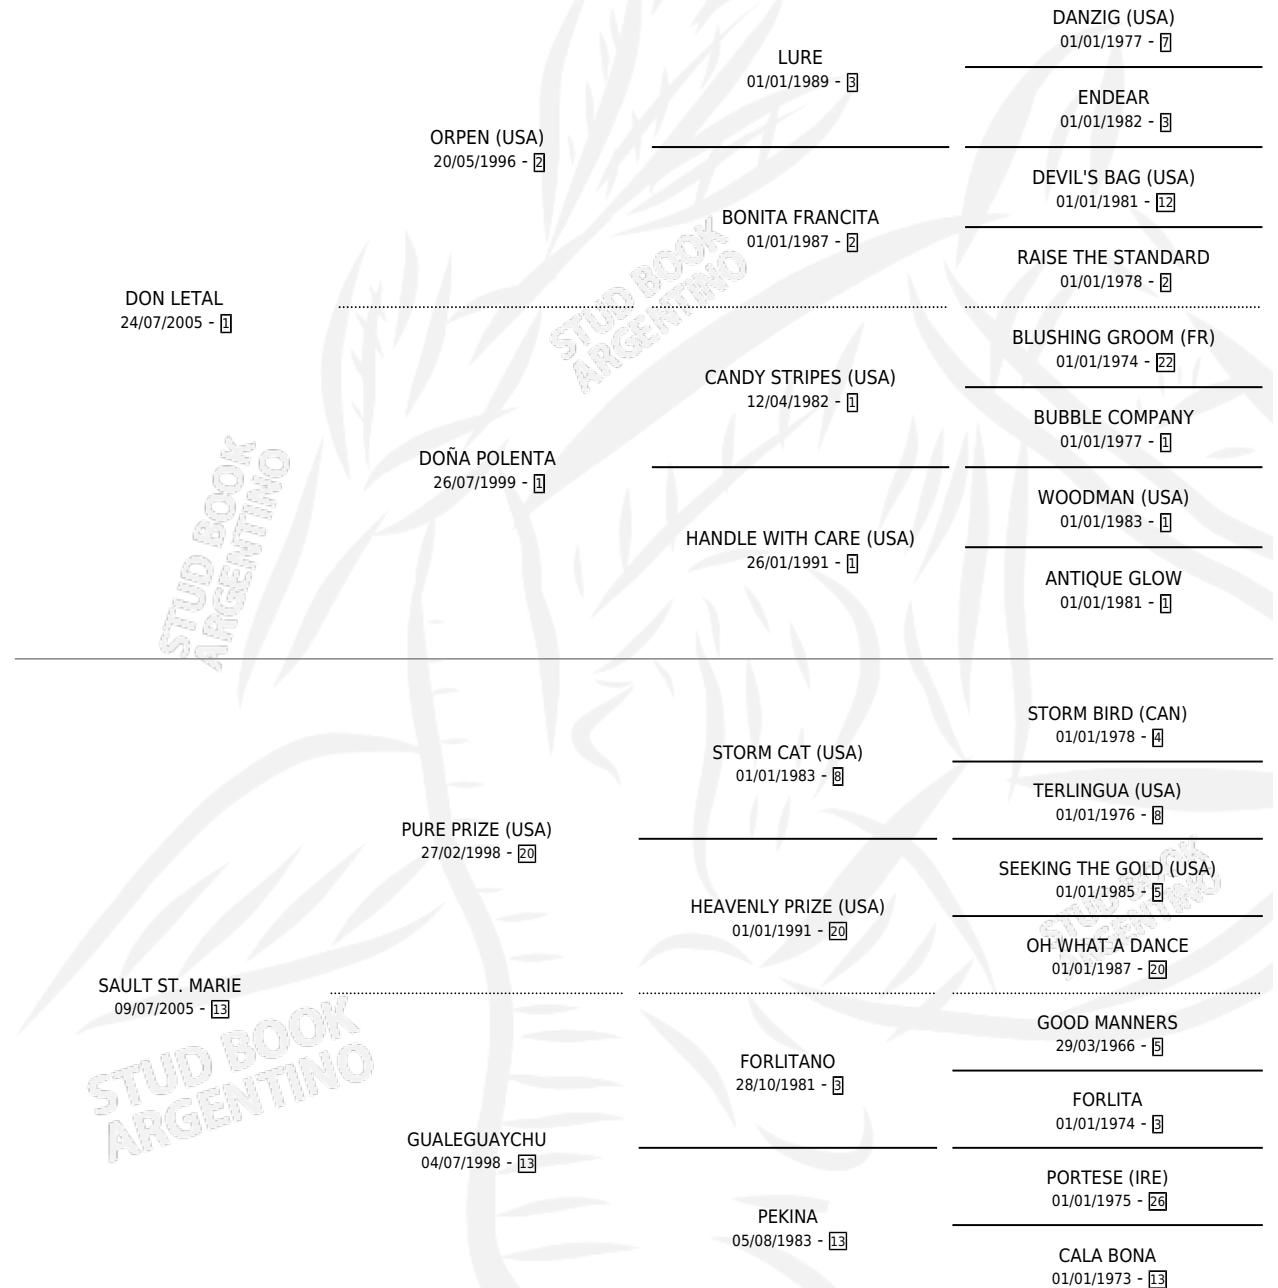 DANZIG (USA)
01/01/1977 - 7
LURE
01/01/1989 - 3
ENDEAR
01/01/1982 - 3
ORPEN (USA)
20/05/1996 - 2
DEVIL'S BAG (USA)
01/01/1981 - 12
BONITA FRANCITA
01/01/1987 - 2
RAISE THE STANDARD
01/01/1978 - 2
DON LETAL
24/07/2005 - 1
BLUSHING GROOM (FR)
01/01/1974 - 22
CANDY STRIPES (USA)
12/04/1982 - 1
BUBBLE COMPANY
01/01/1977 - 1
DOÑA POLENTA
26/07/1999 - 1
WOODMAN (USA)
01/01/1983 - 1
HANDLE WITH CARE (USA)
26/01/1991 - 1
ANTIQUE GLOW
01/01/1981 - 1
STORM BIRD (CAN)
01/01/1978 - 4
STORM CAT (USA)
01/01/1983 - 8
TERLINGUA (USA)
01/01/1976 - 8
PURE PRIZE (USA)
27/02/1998 - 20
SEEKING THE GOLD (USA)
01/01/1985 - 5
HEAVENLY PRIZE (USA)
01/01/1991 - 20
OH WHAT A DANCE
01/01/1987 - 20
SAULT ST. MARIE
09/07/2005 - 13
GOOD MANNERS
29/03/1966 - 5
FORLITANO
28/10/1981 - 3
FORLITA
01/01/1974 - 3
GUALEGUAYCHU
04/07/1998 - 13
PORTESE (IRE)
01/01/1975 - 26
PEKINA
05/08/1983 - 13
CALA BONA
01/01/1973 - 13
STUD BOOK
ARGENTINO
STUD BOOK
ARGENTINO
STUD BOOK
ARGENTINO
STUD BOOK
ARGENTINO